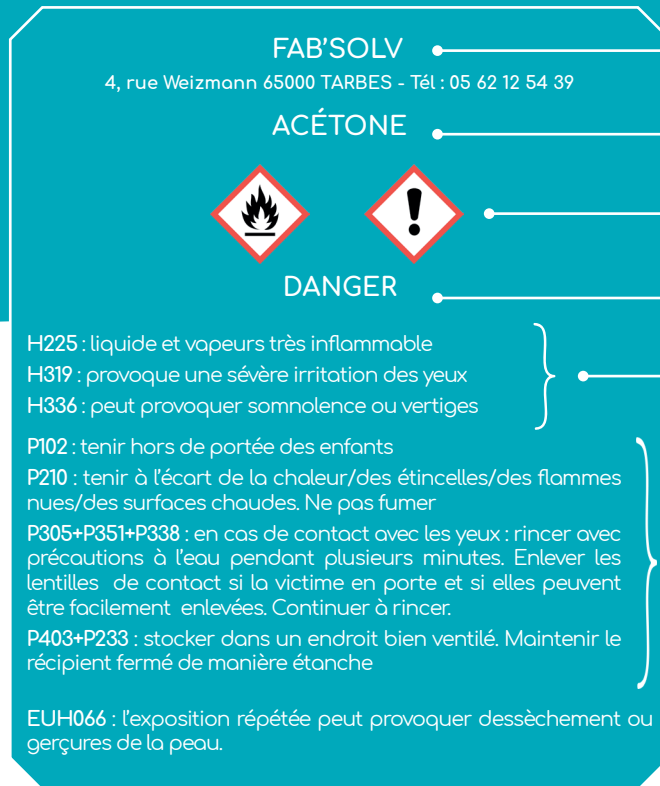 FAB'SOLV
4, rue Weizmann 65000 TARBES - Tél : 05 62 12 54 39
ACÉTONE
DANGER
H225 : liquide et vapeurs très inflammable
H319 : provoque une sévère irritation des yeux
H336 : peut provoquer somnolence ou vertiges
P102 : tenir hors de portée des enfants
P210 : tenir à l'écart de la chaleur/des étincelles/des flammes
nues/des surfaces chaudes. Ne pas fumer
P305+P351+P338 : en cas de contact avec les yeux : rincer avec
précautions à l'eau pendant plusieurs minutes. Enlever les
lentilles de contact si la victime en porte et si elles peuvent
être facilement enlevées. Continuer à rincer.
P403+P233 : stocker dans un endroit bien ventilé. Maintenir le
récipient fermé de manière étanche
EUH066 : l'exposition répétée peut provoquer dessèchement ou
gerçures de la peau.